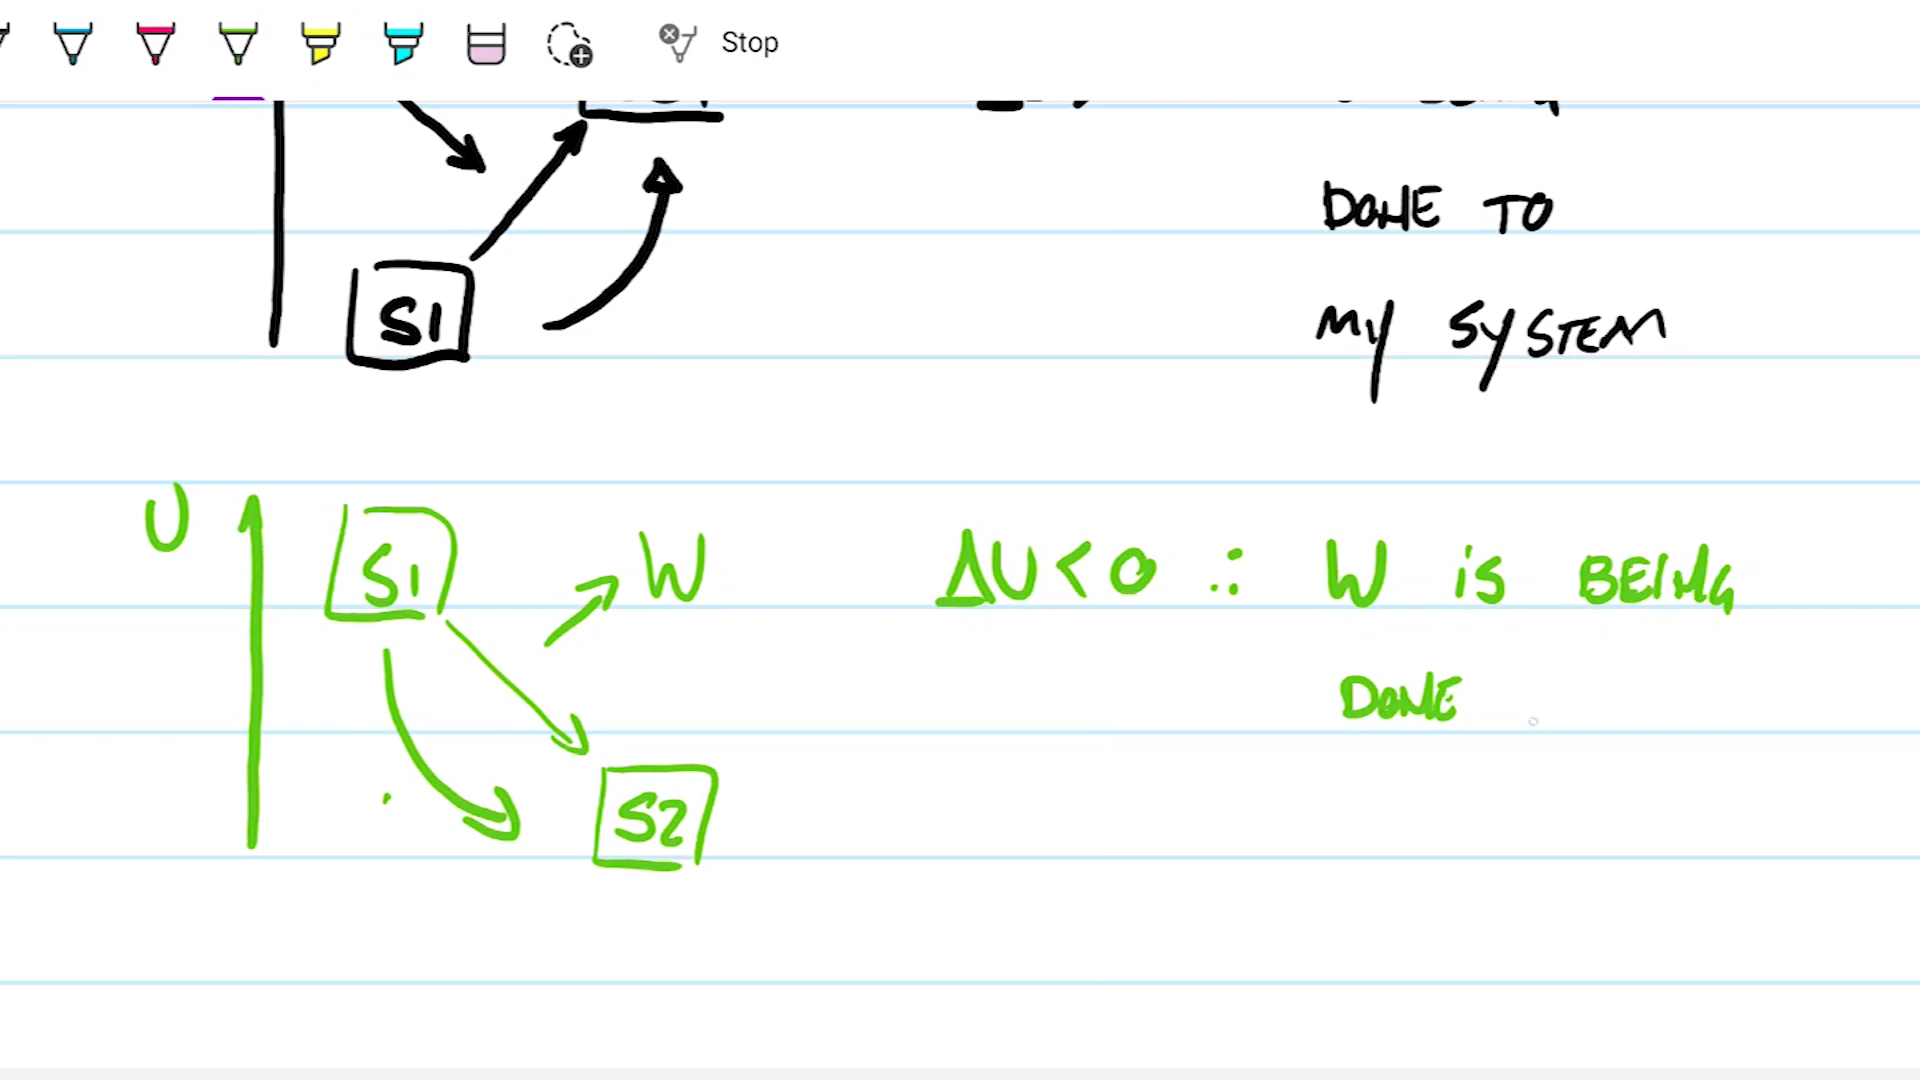 Stop
DONE TO
S1
MY SYSTEM
U
S1
W
ΔU<0 ∴ W is BEING
DONE
S2